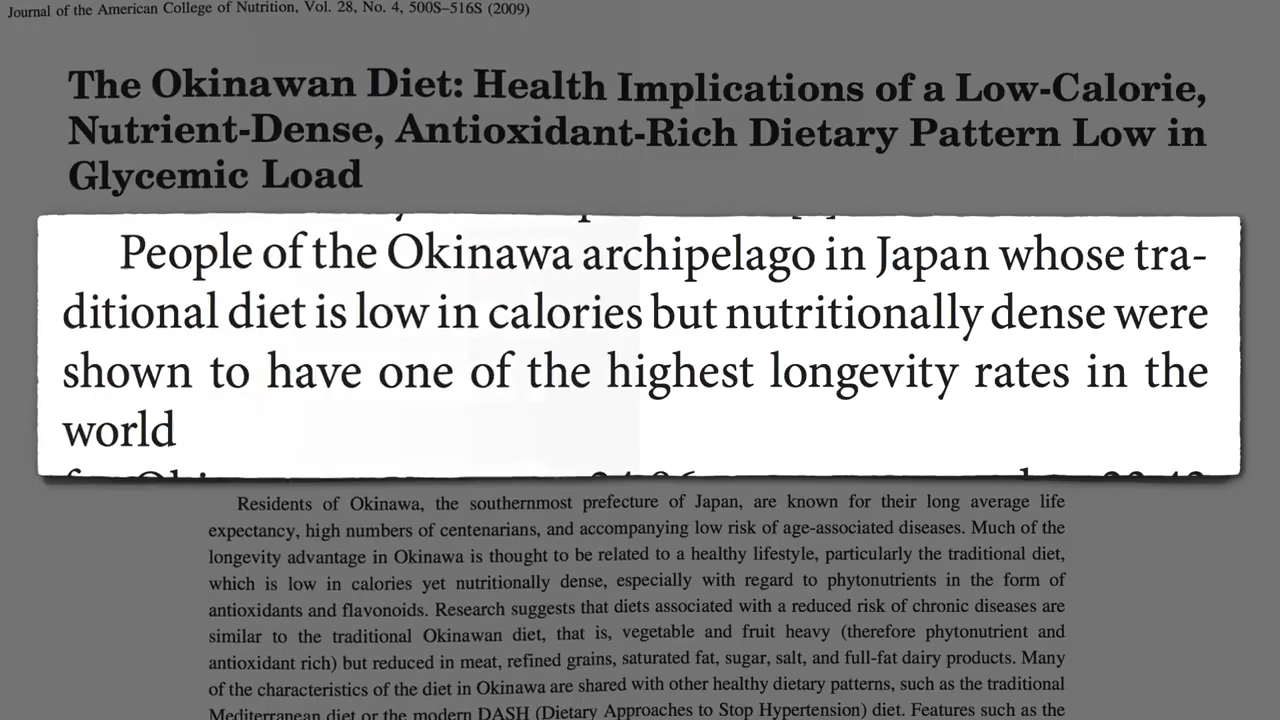 Journal of the American College of Nutrition, Vol. 28, No. 4, 500S–516S (2009)
The Okinawan Diet: Health Implications of a Low-Calorie,
Nutrient-Dense, Antioxidant-Rich Dietary Pattern Low in
Glycemic Load
People of the Okinawa archipelago in Japan whose tra-
ditional diet is low in calories but nutritionally dense were
shown to have one of the highest longevity rates in the
world
Residents of Okinawa, the southernmost prefecture of Japan, are known for their long average life
expectancy, high numbers of centenarians, and accompanying low risk of age-associated diseases. Much of the
longevity advantage in Okinawa is thought to be related to a healthy lifestyle, particularly the traditional diet,
which is low in calories yet nutritionally dense, especially with regard to phytonutrients in the form of
antioxidants and flavonoids. Research suggests that diets associated with a reduced risk of chronic diseases are
similar to the traditional Okinawan diet, that is, vegetable and fruit heavy (therefore phytonutrient and
antioxidant rich) but reduced in meat, refined grains, saturated fat, sugar, salt, and full-fat dairy products. Many
of the characteristics of the diet in Okinawa are shared with other healthy dietary patterns, such as the traditional
Mediterranean diet or the modern DASH (Dietary Approaches to Stop Hypertension) diet. Features such as the